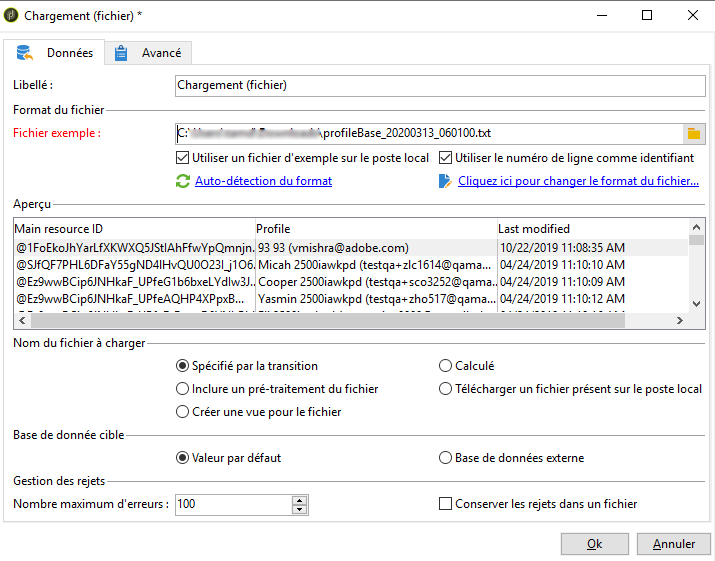 Chargement (fichier) *
Données Avancé
Libellé : Chargement (fichier)
Format du fichier
Fichier exemple : C:\profileBase_20200313_060100.txt
Utiliser un fichier d'exemple sur le poste local Utiliser le numéro de ligne comme identifiant
Auto-détection du format Cliquez ici pour changer le format du fichier...
Aperçu
Main resource ID Profile Last modified
@1FoEkoJhYarLfXKWXQ5JStIAhFfwYpQmnjn... 93 93 (vmishra@adobe.com) 10/22/2019 11:08:35 AM
@SJfQF7PHL6DFaY55gND4IHvQU0O23I_j1O6... Micah 2500iawkpd (testqa+zlc1614@qama... 04/24/2019 11:10:10 AM
@Ez9wwBCip6JNHkaF_UPfeG1b6bxeLYdlw3J... Cooper 2500iawkpd (testqa+sco3252@qama... 04/24/2019 11:10:09 AM
@Ez9wwBCip6JNHkaF_UPfeAQHP4XPpxB... Yasmin 2500iawkpd (testqa+zho517@qama... 04/24/2019 11:10:12 AM
Nom du fichier à charger
Spécifié par la transition Calculé
Inclure un pré-traitement du fichier Télécharger un fichier présent sur le poste local
Créer une vue pour le fichier
Base de donnée cible
Valeur par défaut Base de données externe
Gestion des rejets
Nombre maximum d'erreurs : 100 Conserver les rejets dans un fichier
Ok Annuler